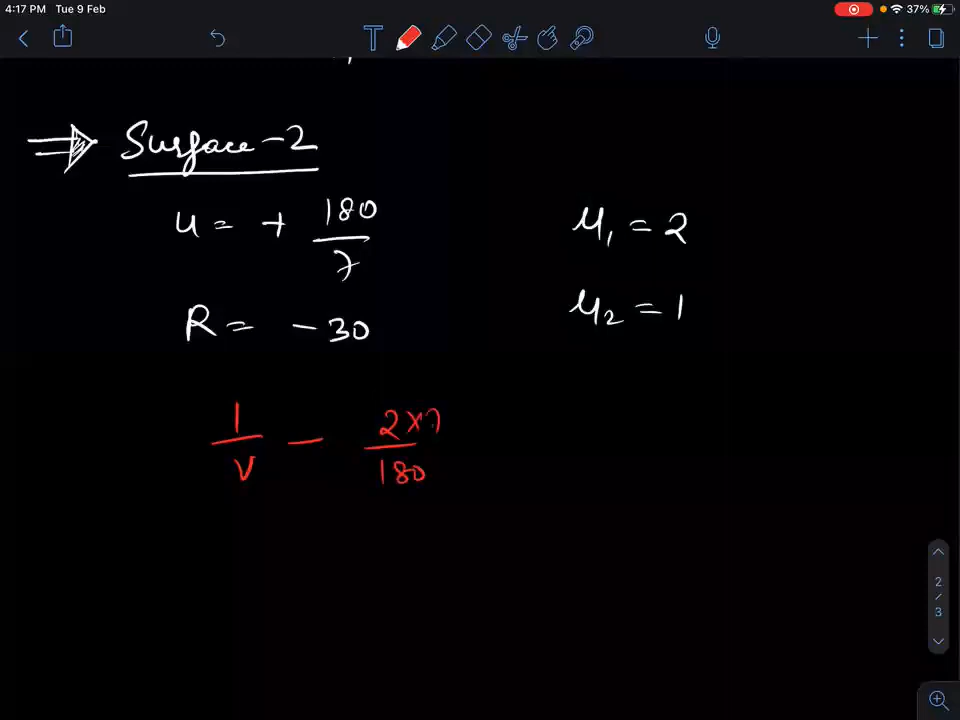 4:17 PM Tue 9 Feb
37%
T
⇒ Surface-2
u = + 180/7
μ₁ = 2
R = -30
μ₂ = 1
1/v - 2×7/180
2/3